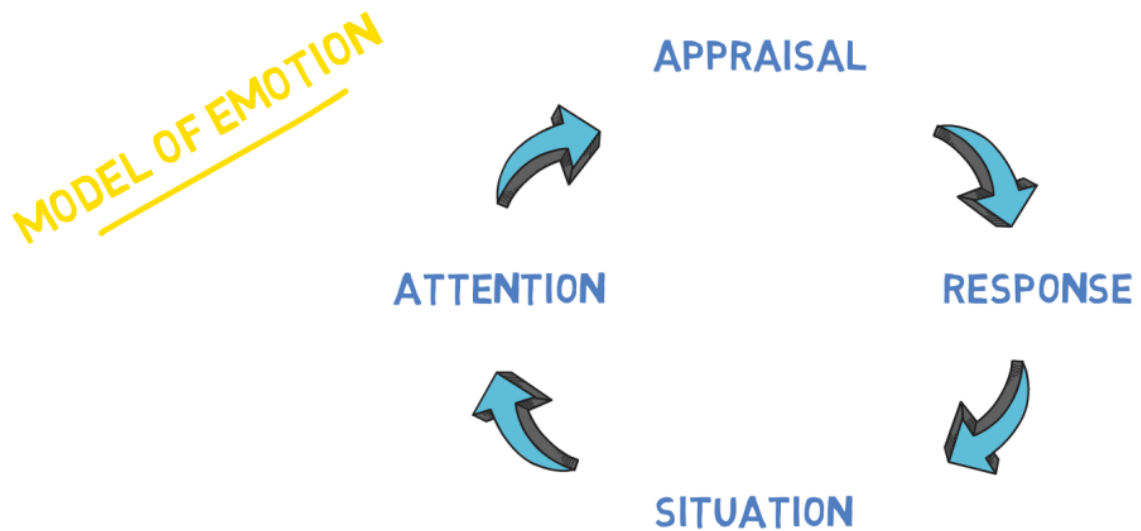 MODEL OF EMOTION
APPRAISAL
ATTENTION
RESPONSE
SITUATION